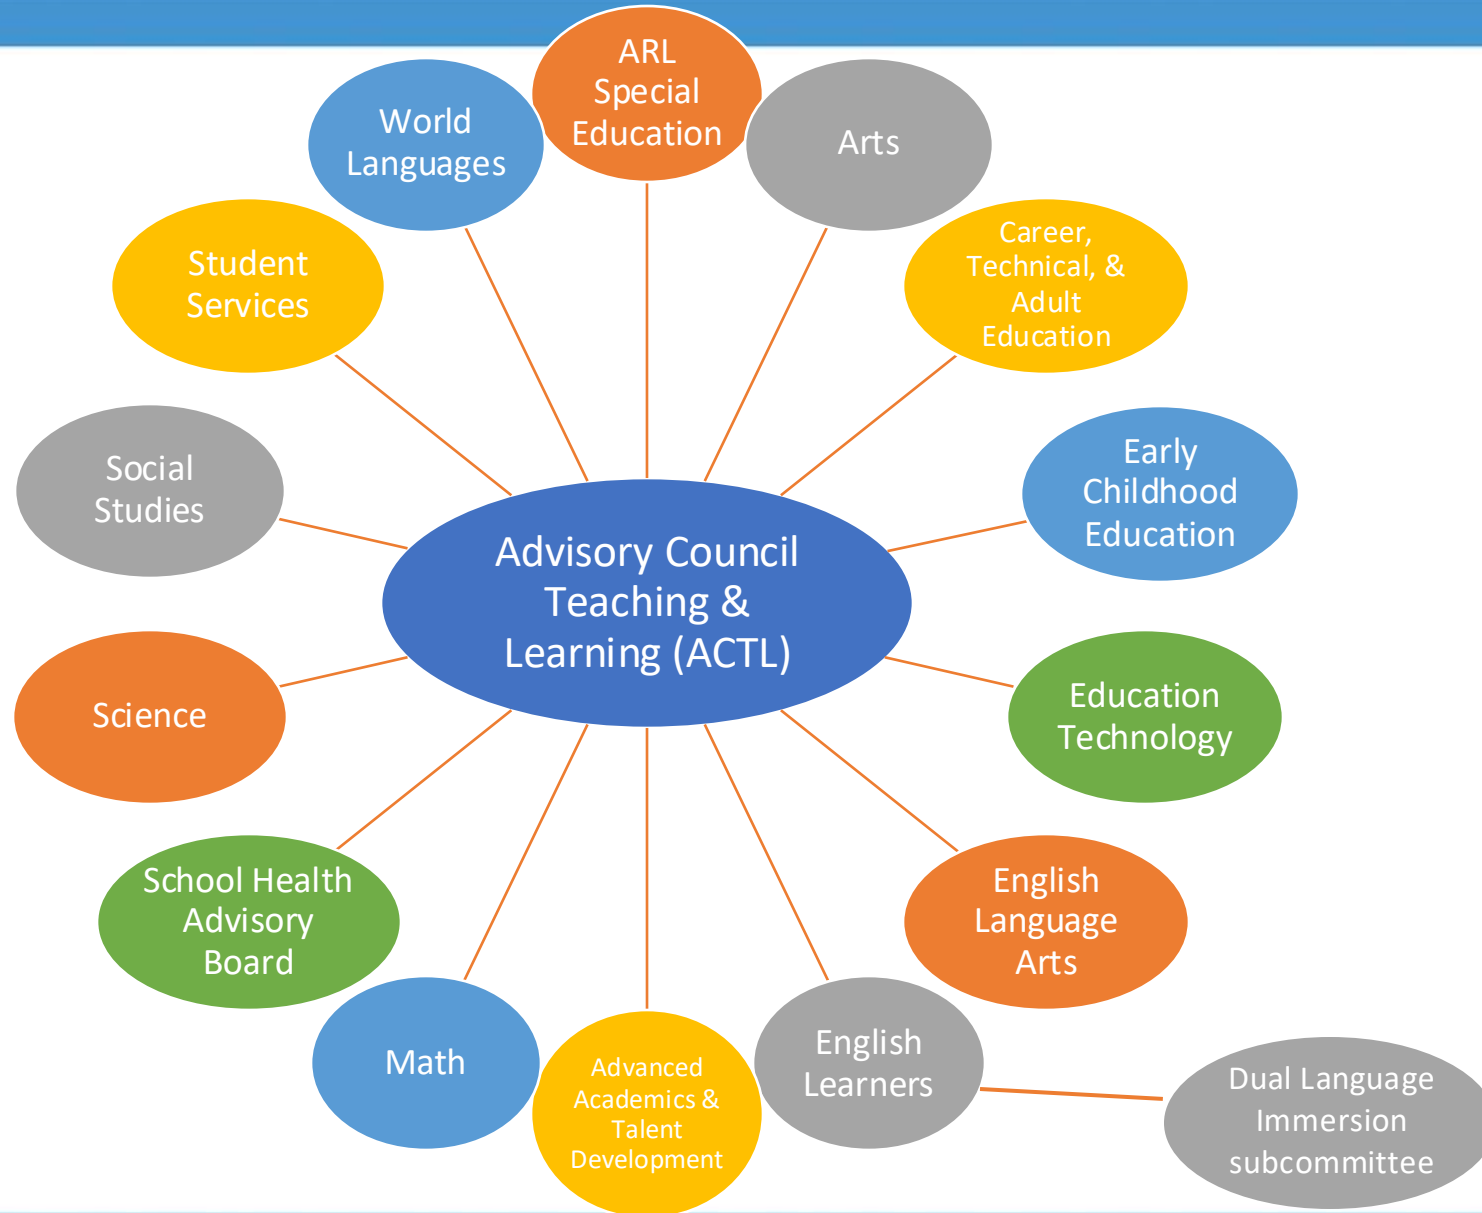 ARL
Special
Education
Arts
Career,
Technical, &
Adult
Education
Early
Childhood
Education
Education
Technology
English
Language
Arts
English
Learners
Dual Language
Immersion
subcommittee
Advanced
Academics &
Talent
Development
Math
School Health
Advisory
Board
Science
Social
Studies
Student
Services
World
Languages
Advisory Council
Teaching &
Learning (ACTL)